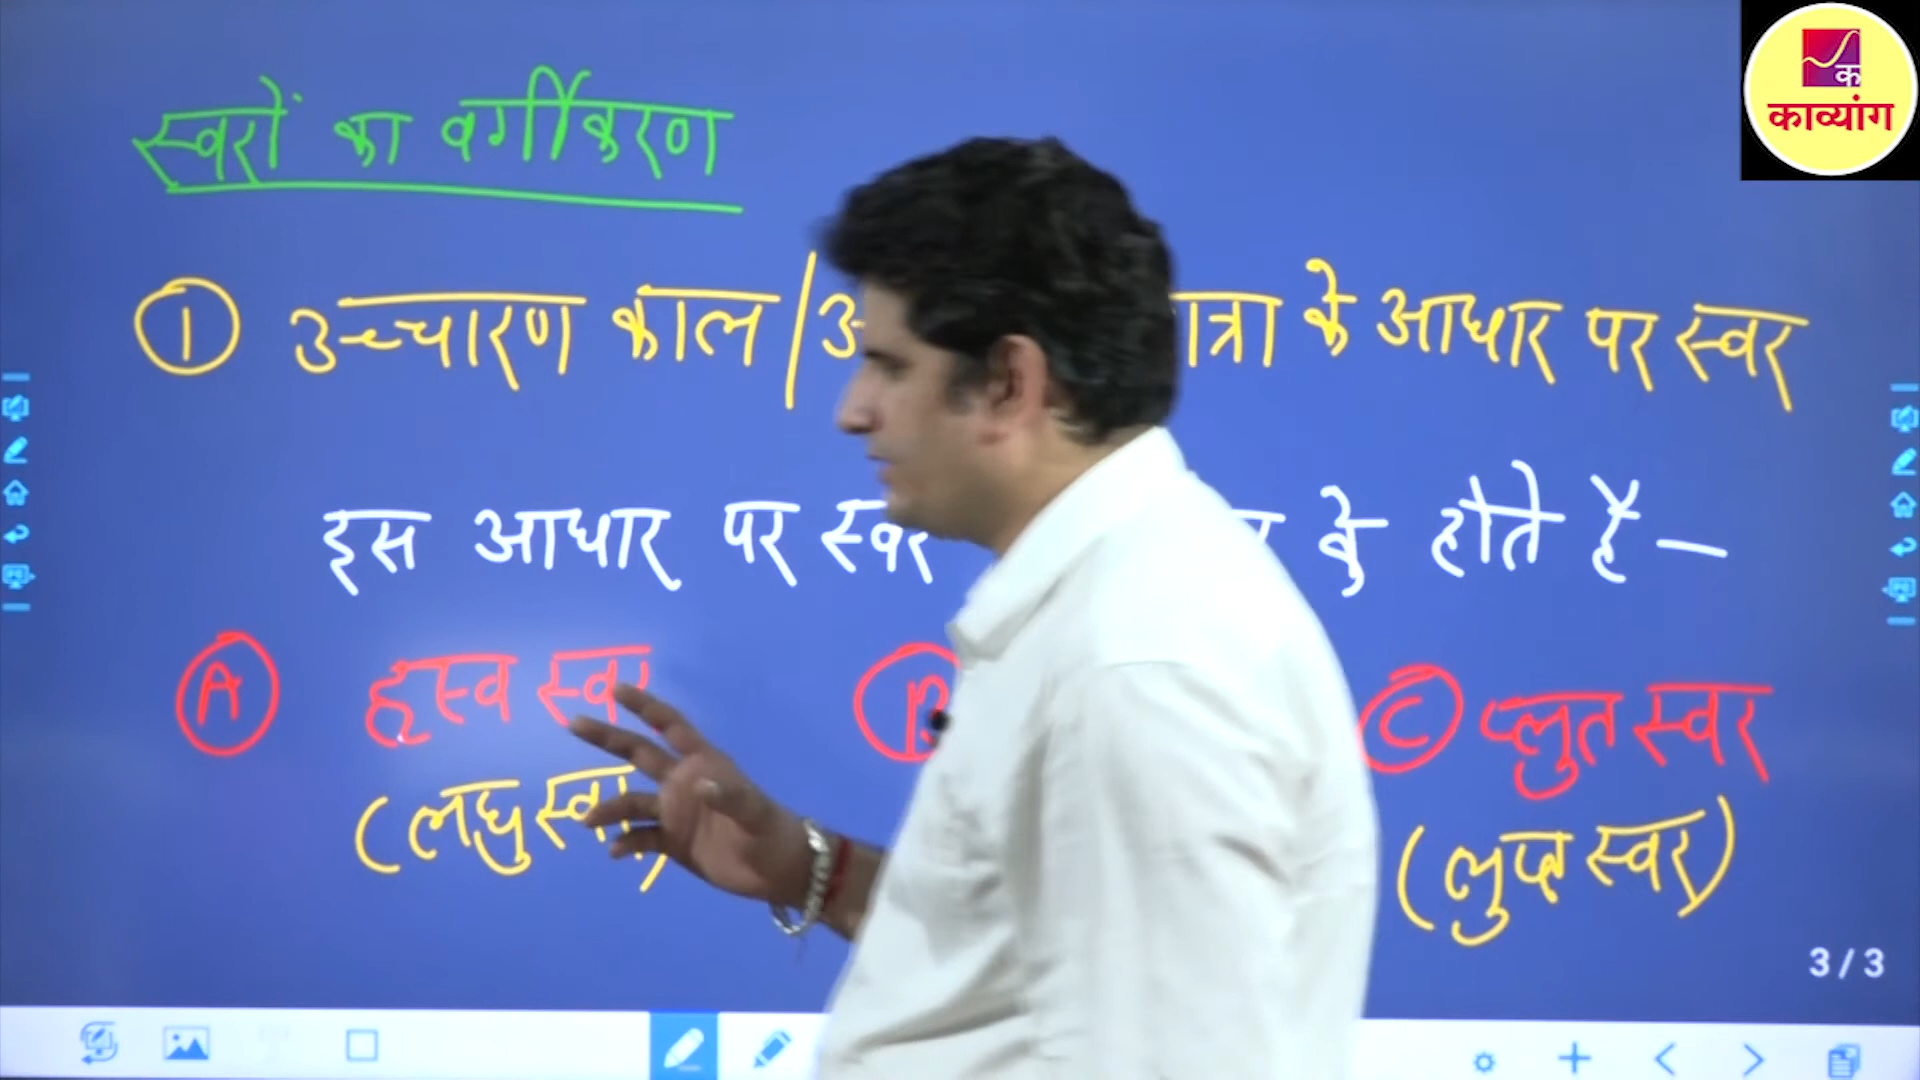 क
काव्यांग
स्वरों का वर्गीकरण
1 उच्चारण काल / के आधार पर स्वर
इस आधार पर स्वर के होते हैं –
A ह्रस्व स्वर B C प्लुत स्वर
(लघु स्वर) (लुप्त स्वर)
3 / 3